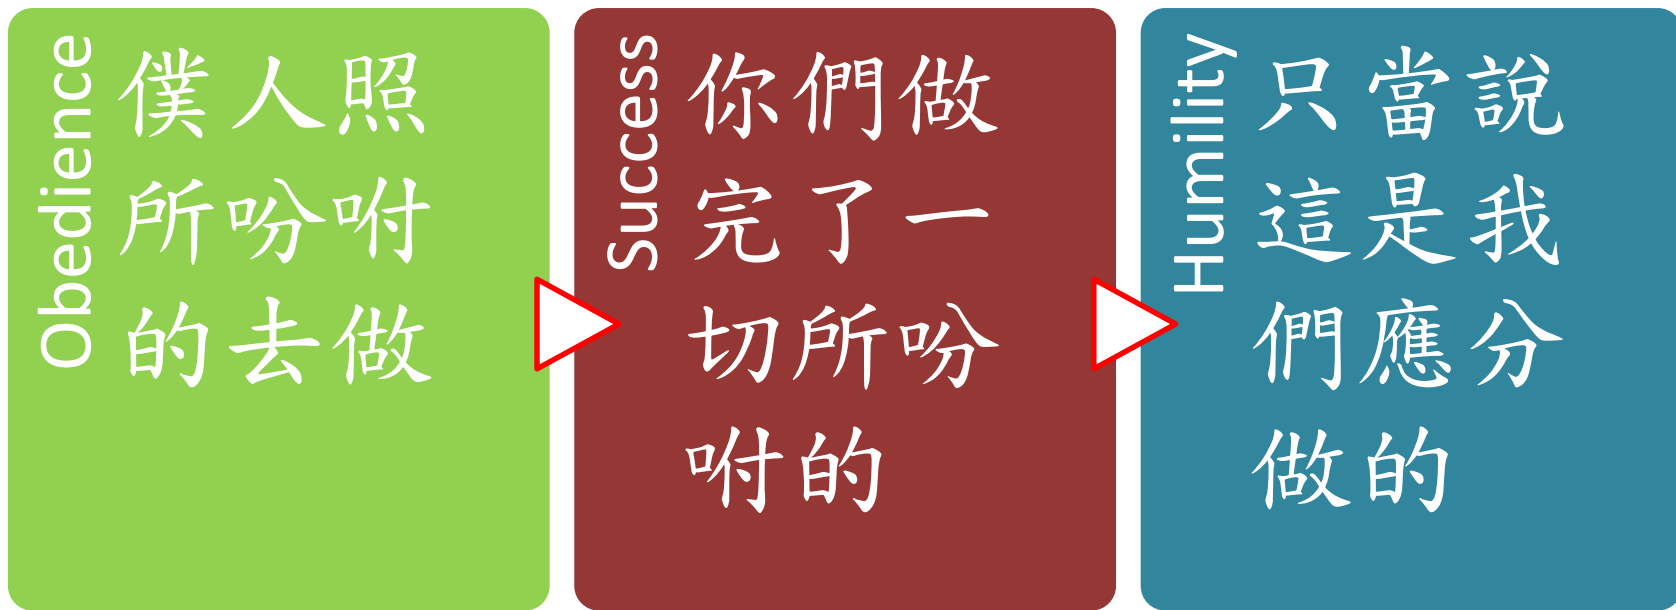 Obedience
僕人照
所吩咐
的去做
Success
你們做
完了一
切所吩
咐的
Humility
只當說
這是我
們應分
做的